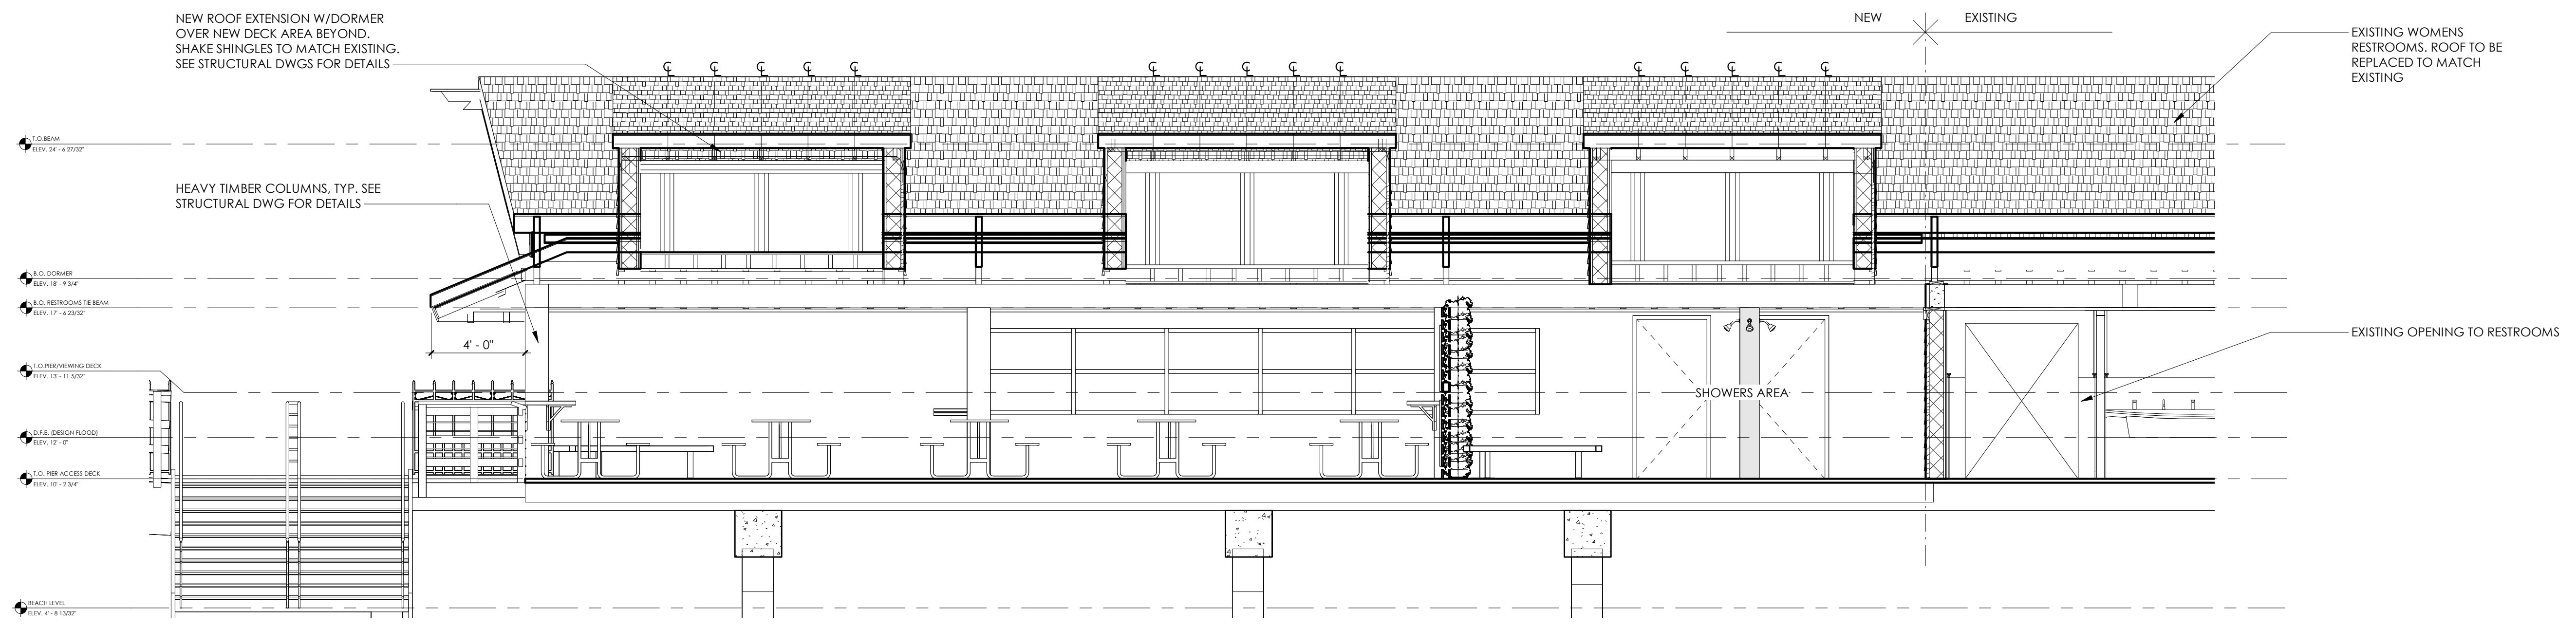 NEW ROOF EXTENSION W/DORMER
OVER NEW DECK AREA BEYOND.
SHAKE SHINGLES TO MATCH EXISTING.
SEE STRUCTURAL DWGS FOR DETAILS
NEW
EXISTING
EXISTING WOMENS
RESTROOMS. ROOF TO BE
REPLACED TO MATCH
EXISTING
T.O.BEAM
ELEV. 24' - 6 27/32"
HEAVY TIMBER COLUMNS, TYP. SEE
STRUCTURAL DWG FOR DETAILS
B.O. DORMER
ELEV. 18' - 9 3/4"
B.O. RESTROOMS TIE BEAM
ELEV. 17' - 6 23/32"
EXISTING OPENING TO RESTROOMS
4' - 0"
T.O.PIER/VIEWING DECK
ELEV. 13' - 11 5/32"
SHOWERS AREA
D.F.E. (DESIGN FLOOD)
ELEV. 12' - 0"
T.O. PIER ACCESS DECK
ELEV. 10' - 2 3/4"
BEACH LEVEL
ELEV. 4' - 8 13/32"